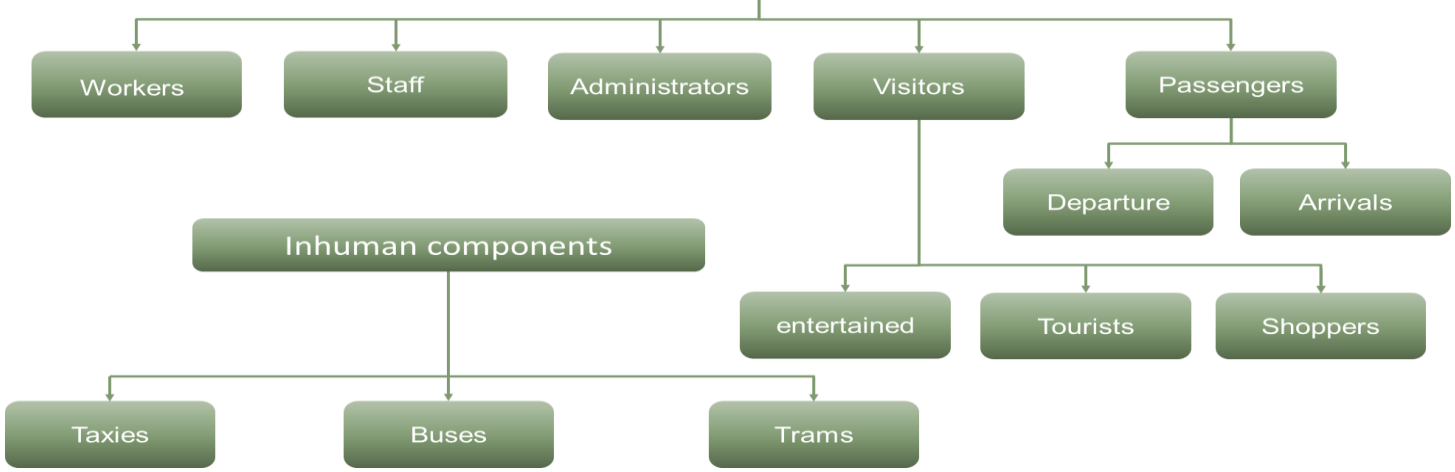 Workers
Staff
Administrators
Visitors
Passengers
Departure
Arrivals
Inhuman components
entertained
Tourists
Shoppers
Taxies
Buses
Trams